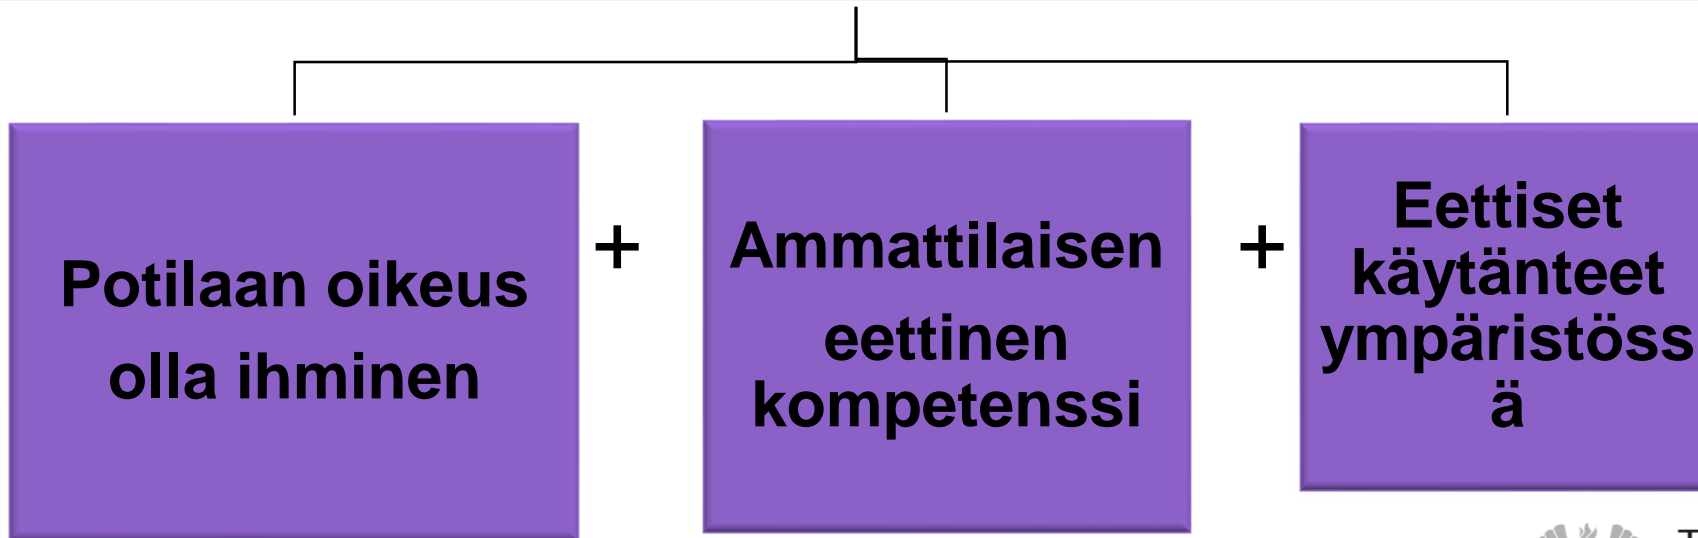 Potilaan oikeus
olla ihminen
+
Ammattilaisen
eettinen
kompetenssi
+
Eettiset
käytänteet
ympäristöss
ä